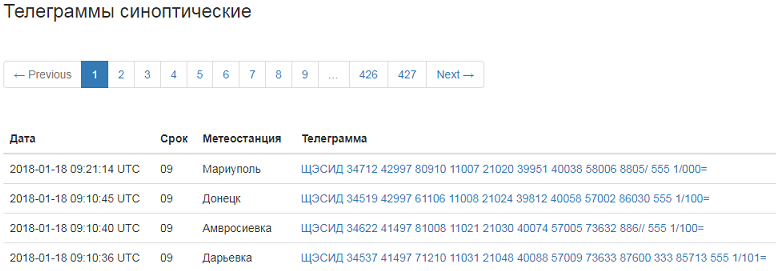 Телеграммы синоптические
← Previous 1 2 3 4 5 6 7 8 9 ... 426 427 Next →
Дата Срок Метеостанция Телеграмма
2018-01-18 09:21:14 UTC 09 Мариуполь ЩЭСИД 34712 42997 80910 11007 21020 39951 40038 58006 8805/ 555 1/000=
2018-01-18 09:10:45 UTC 09 Донецк ЩЭСИД 34519 42997 61106 11008 21024 39812 40058 57002 86030 555 1/100=
2018-01-18 09:10:40 UTC 09 Амвросиевка ЩЭСИД 34622 41497 81008 11021 21030 40074 57005 73632 886// 555 1/100=
2018-01-18 09:10:36 UTC 09 Дарьевка ЩЭСИД 34537 41497 71210 11031 21048 40088 57009 73633 87600 333 85713 555 1/101=